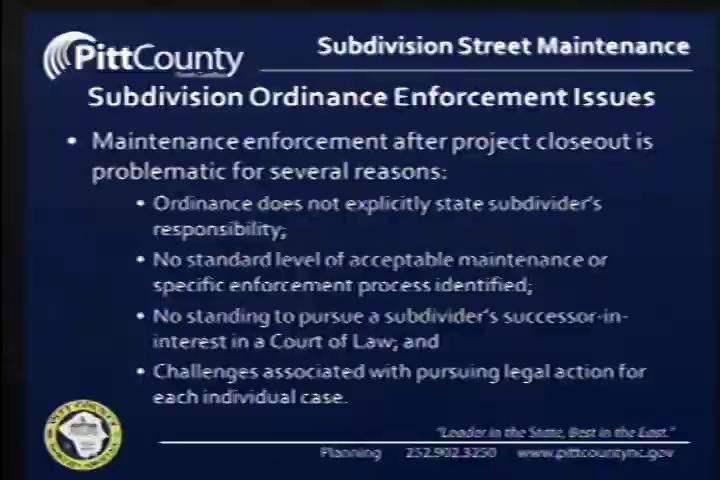 PittCounty
Subdivision Street Maintenance
Subdivision Ordinance Enforcement Issues
• Maintenance enforcement after project closeout is
problematic for several reasons:
• Ordinance does not explicitly state subdivider's
responsibility;
• No standard level of acceptable maintenance or
specific enforcement process identified;
• No standing to pursue a subdivider's successor-in-
interest in a Court of Law; and
• Challenges associated with pursuing legal action for
each individual case.
"Leader in the State, Best in the East."
Planning 252.902.3250 www.pittcountync.gov